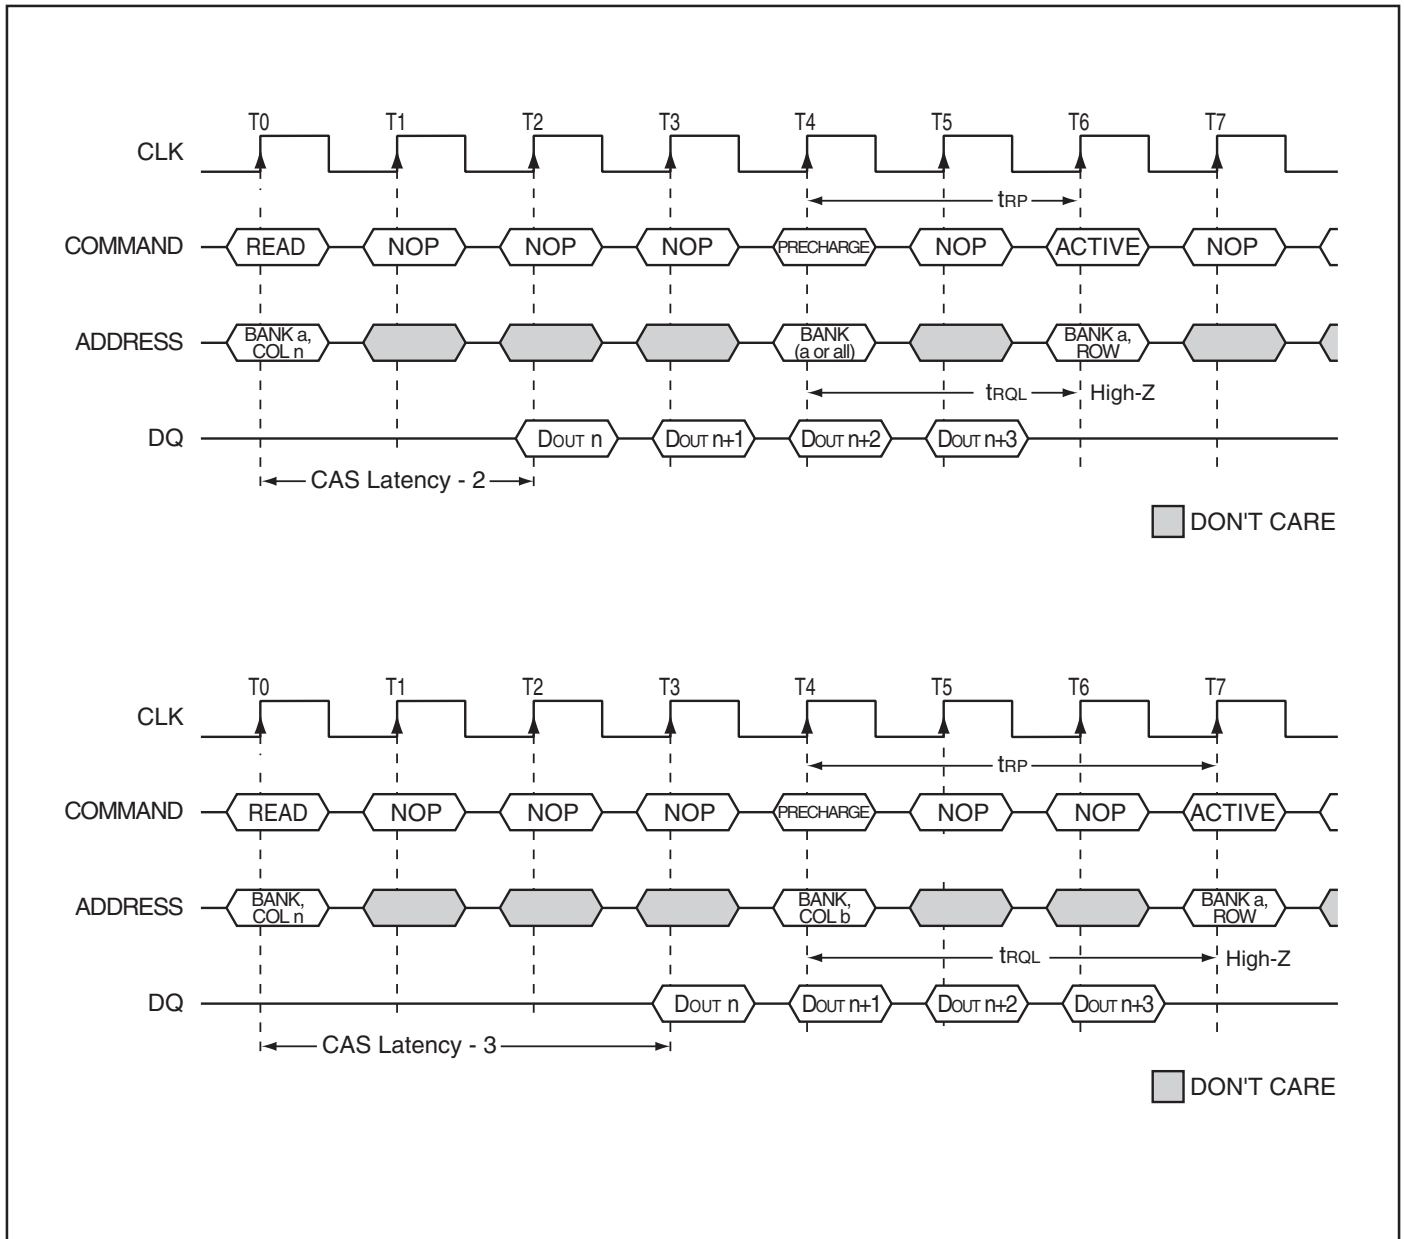 T0 T1 T2 T3 T4 T5 T6 T7
CLK
tRP
COMMAND READ NOP NOP NOP PRECHARGE NOP ACTIVE NOP
ADDRESS BANK a, COL n BANK (a or all) BANK a, ROW
tRQL High-Z
DQ DOUT n DOUT n+1 DOUT n+2 DOUT n+3
CAS Latency - 2
DON'T CARE
T0 T1 T2 T3 T4 T5 T6 T7
CLK
tRP
COMMAND READ NOP NOP NOP PRECHARGE NOP NOP ACTIVE
ADDRESS BANK, COL n BANK, COL b BANK a, ROW
tRQL High-Z
DQ DOUT n DOUT n+1 DOUT n+2 DOUT n+3
CAS Latency - 3
DON'T CARE